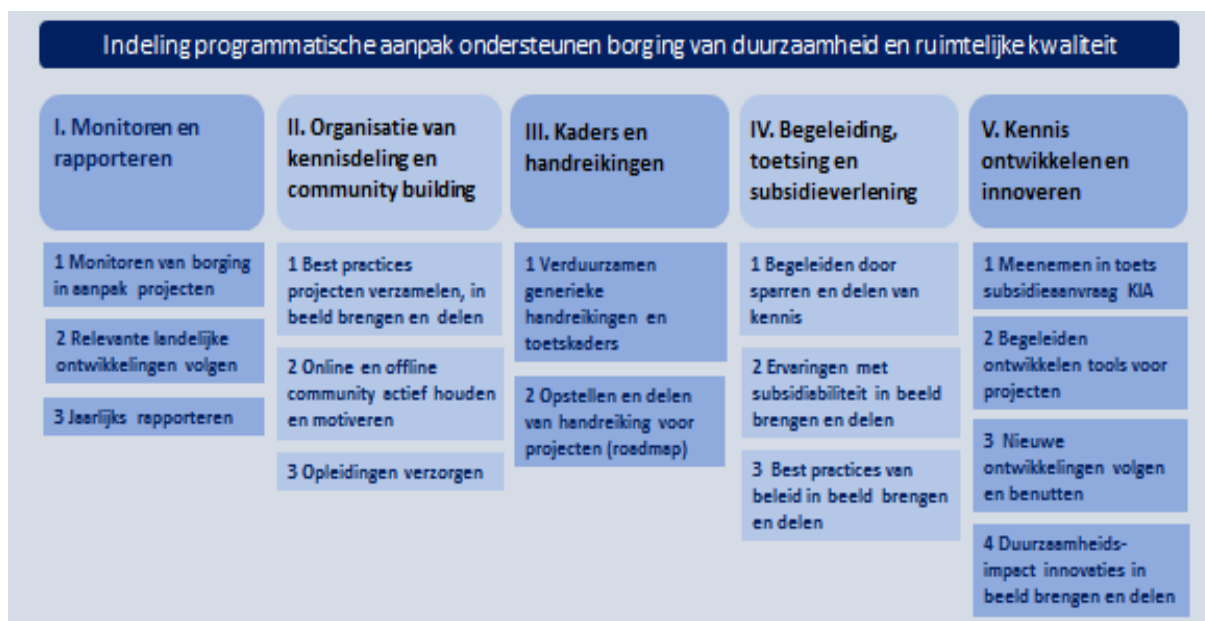 Indeling programmatische aanpak ondersteunen borging van duurzaamheid en ruimtelijke kwaliteit
I. Monitoren en
rapporteren
1 Monitoren van borging
in aanpak projecten
2 Relevante landelijke
ontwikkelingen volgen
3 Jaarlijks rapporteren
II. Organisatie van
kennisdeling en
community building
1 Best practices
projecten verzamelen, in
beeld brengen en delen
2 Online en offline
community actief houden
en motiveren
3 Opleidingen verzorgen
III. Kaders en
handreikingen
1 Verduurzamen
generieke
handreikingen en
toetskaders
2 Opstellen en delen
van handreiking voor
projecten (roadmap)
IV. Begeleiding,
toetsing en
subsidieverlening
1 Begeleiden door
sparren en delen van
kennis
2 Ervaringen met
subsidiabiliteit in beeld
brengen en delen
3 Best practices van
beleid in beeld brengen
en delen
V. Kennis
ontwikkelen en
innoveren
1 Meenemen in toets
subsidieaanvraag KIA
2 Begeleiden
ontwikkelen tools voor
projecten
3 Nieuwe
ontwikkelingen volgen
en benutten
4 Duurzaamheids-
impact innovaties in
beeld brengen en delen